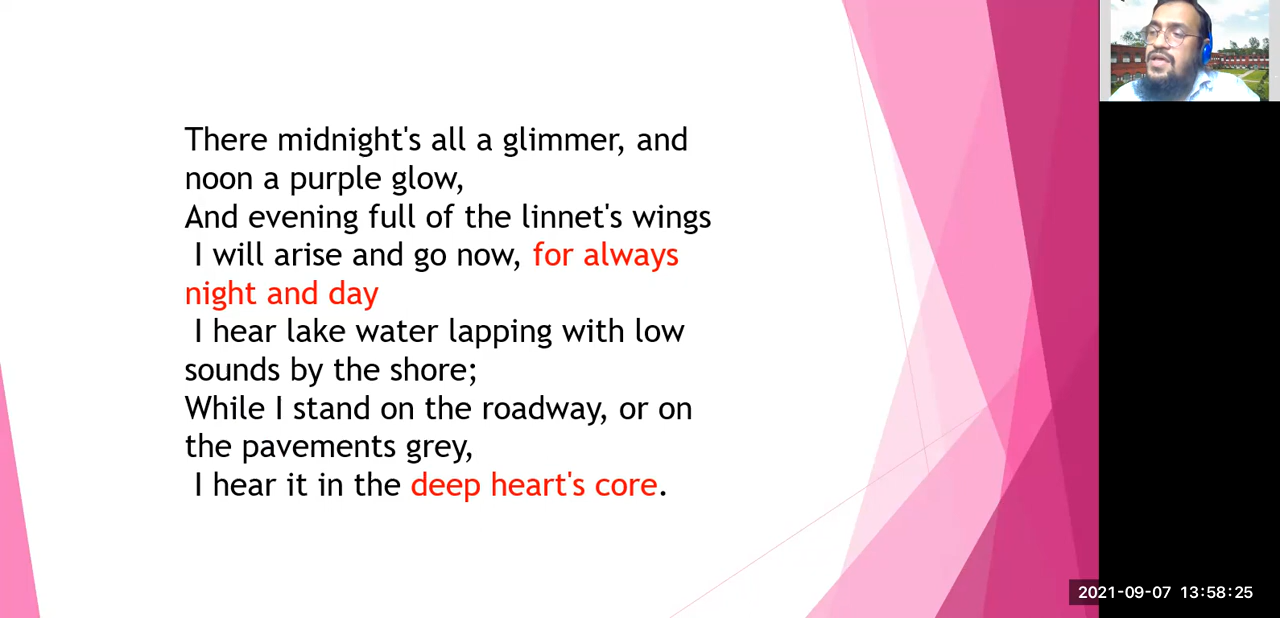 There midnight's all a glimmer, and
noon a purple glow,
And evening full of the linnet's wings
I will arise and go now, for always
night and day
I hear lake water lapping with low
sounds by the shore;
While I stand on the roadway, or on
the pavements grey,
I hear it in the deep heart's core.
2021-09-07 13:58:25